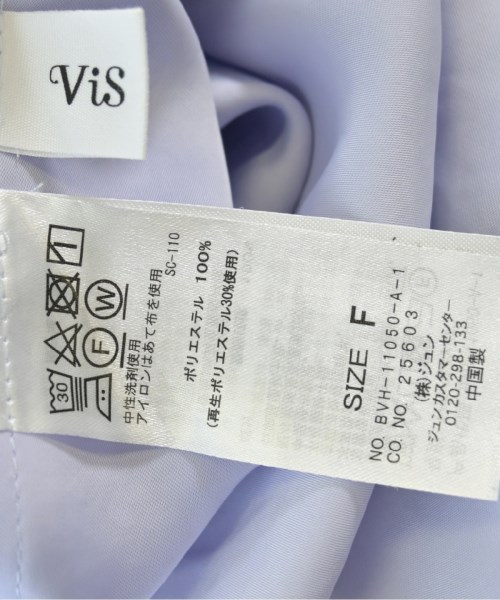 ViS
30
F
W
中性洗剤使用
アイロンはあて布を使用
SC-110
ポリエステル 100%
(再生ポリエステル30%使用)
SIZE F
NO. BVH-11050-A-1
CO. NO. 25603
(株)ジュン
ジュンカスタマーセンター
0120-298-133
中国製